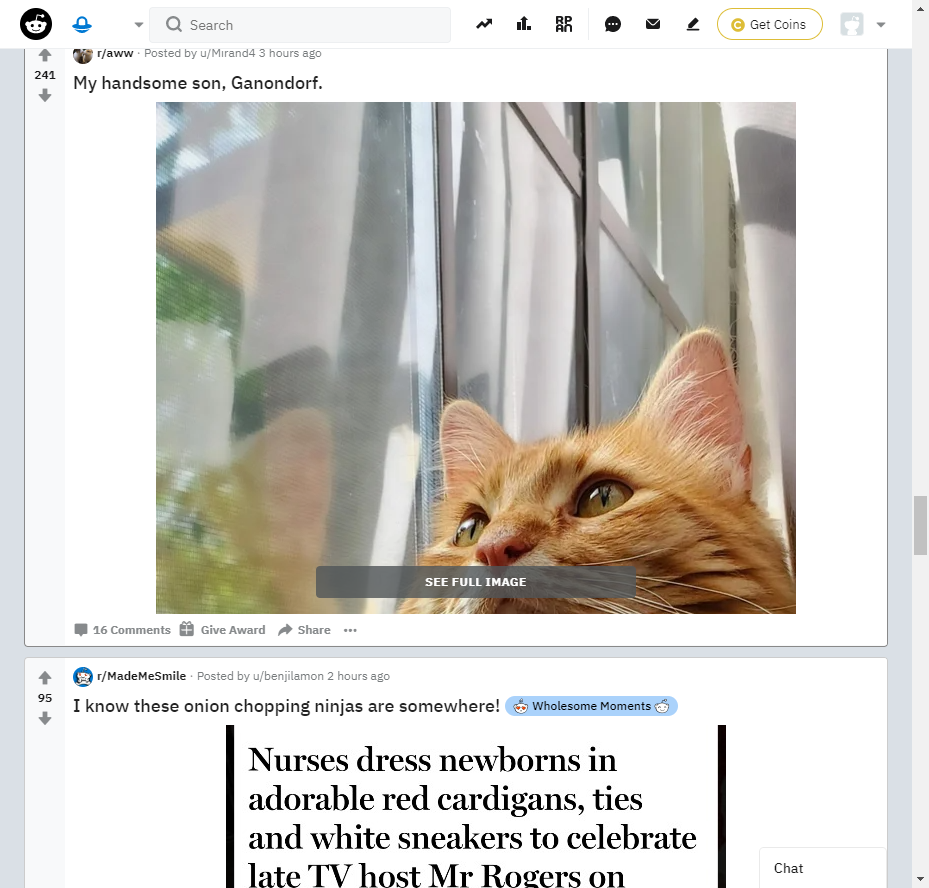 Search
Get Coins
r/aww · Posted by u/Mirand4 3 hours ago
241
My handsome son, Ganondorf.
SEE FULL IMAGE
16 Comments Give Award Share
r/MadeMeSmile · Posted by u/benjilamon 2 hours ago
95
I know these onion chopping ninjas are somewhere! Wholesome Moments
Nurses dress newborns in
adorable red cardigans, ties
and white sneakers to celebrate
late TV host Mr Rogers on
Chat